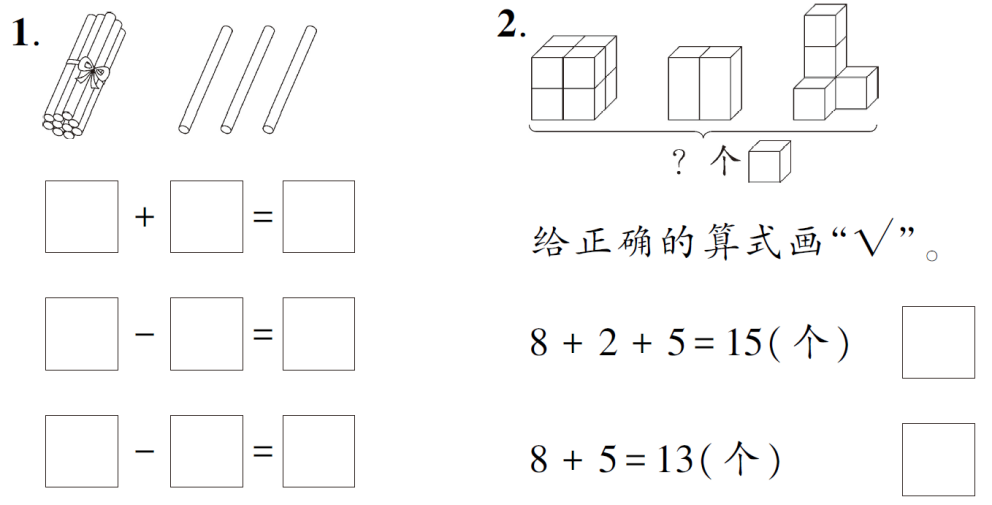 1.
+ =
- =
- =
2.
? 个
给正确的算式画“√”。
8 + 2 + 5 = 15(个)
8 + 5 = 13(个)